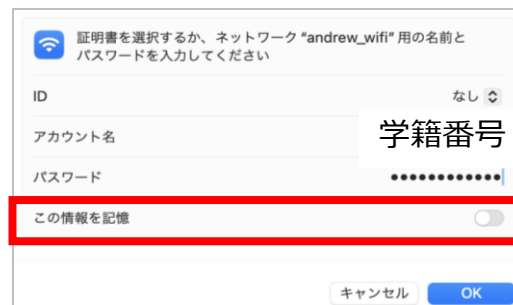 証明書を選択するか、ネットワーク “andrew_wifi” 用の名前と
パスワードを入力してください
ID
なし
アカウント名
学籍番号
パスワード
••••••••••••
この情報を記憶
キャンセル
OK